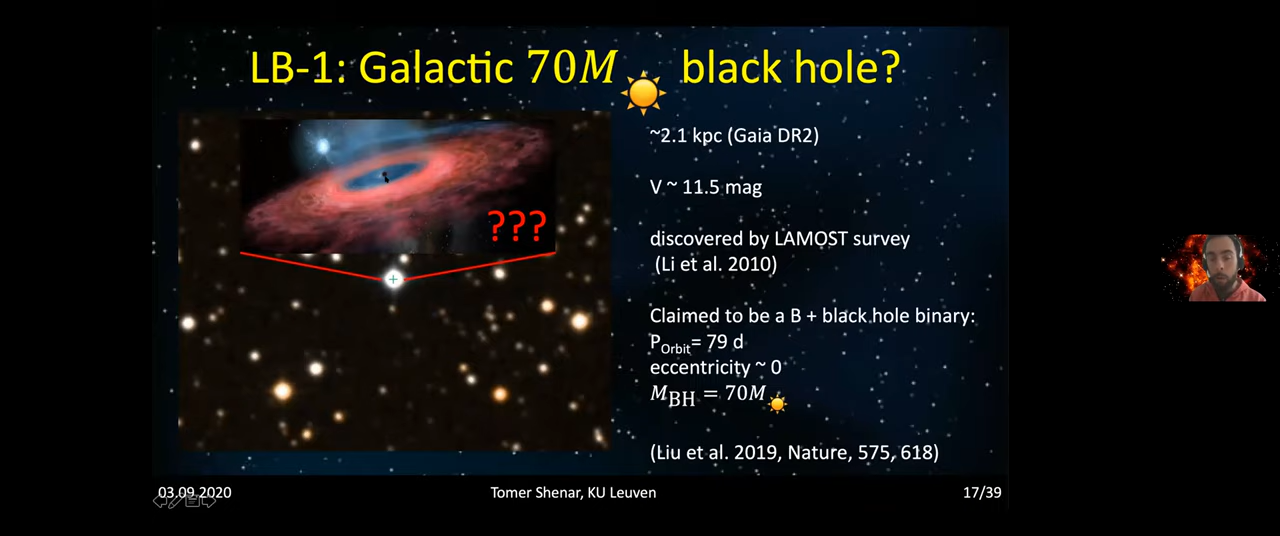 LB-1: Galactic 70M☀ black hole?
~2.1 kpc (Gaia DR2)
V ~ 11.5 mag
discovered by LAMOST survey
(Li et al. 2010)
???
Claimed to be a B + black hole binary:
P_Orbit= 79 d
eccentricity ~ 0
M_BH = 70M☀
(Liu et al. 2019, Nature, 575, 618)
03.09.2020
Tomer Shenar, KU Leuven
17/39